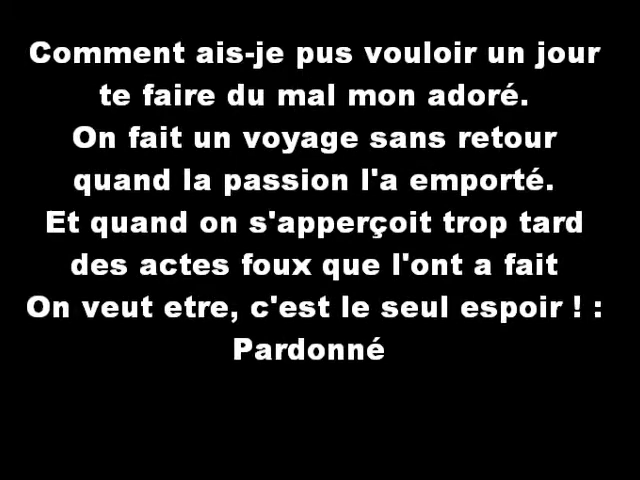 Comment ais-je pus vouloir un jour
te faire du mal mon adoré.
On fait un voyage sans retour
quand la passion l'a emporté.
Et quand on s'apperçoit trop tard
des actes foux que l'ont a fait
On veut etre, c'est le seul espoir ! :
Pardonné